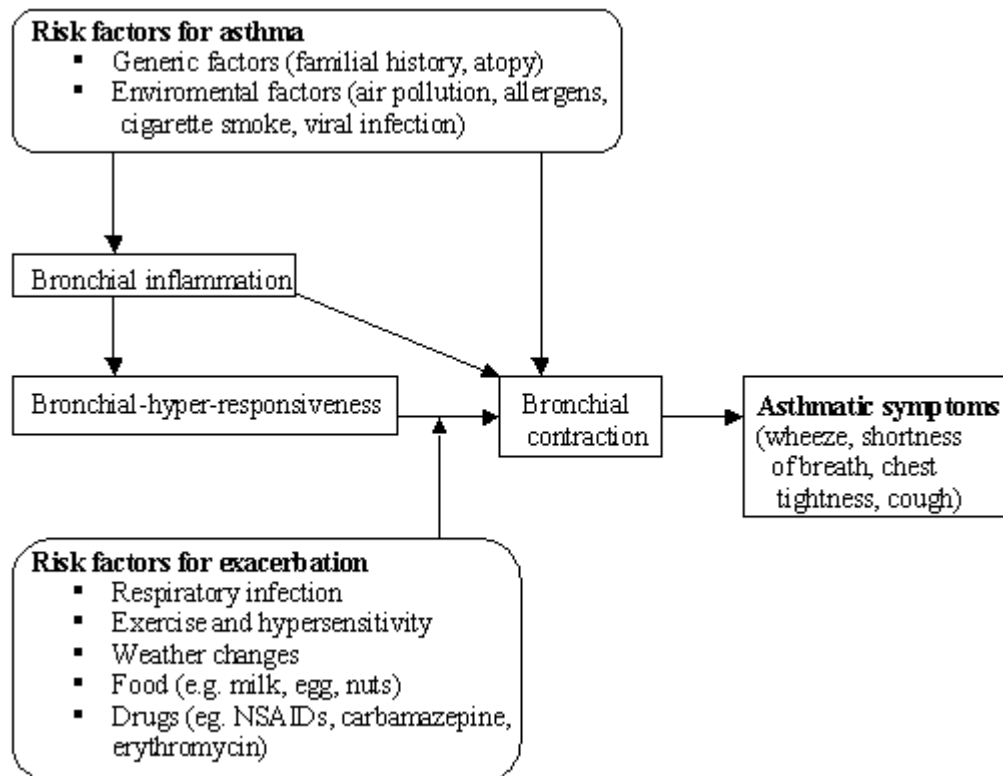 Risk factors for asthma
▪ Generic factors (familial history, atopy)
▪ Enviromental factors (air pollution, allergens,
cigarette smoke, viral infection)
Bronchial inflammation
Bronchial-hyper-responsiveness
Bronchial
contraction
Asthmatic symptoms
(wheeze, shortness
of breath, chest
tightness, cough)
Risk factors for exacerbation
▪ Respiratory infection
▪ Exercise and hypersensitivity
▪ Weather changes
▪ Food (e.g. milk, egg, nuts)
▪ Drugs (eg. NSAIDs, carbamazepine,
erythromycin)